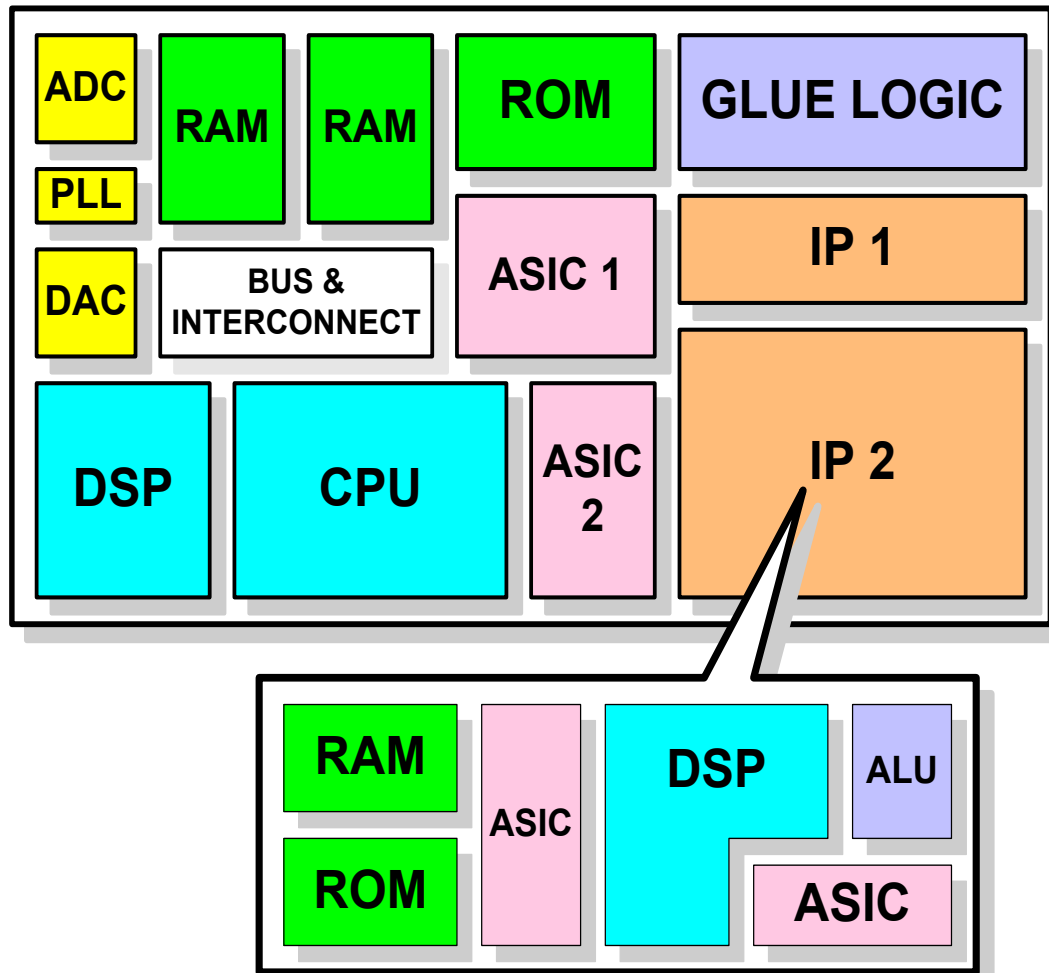 ADC
RAM
RAM
ROM
GLUE LOGIC
PLL
DAC
BUS &
INTERCONNECT
ASIC 1
IP 1
DSP
CPU
ASIC
2
IP 2
RAM
ROM
ASIC
DSP
ALU
ASIC